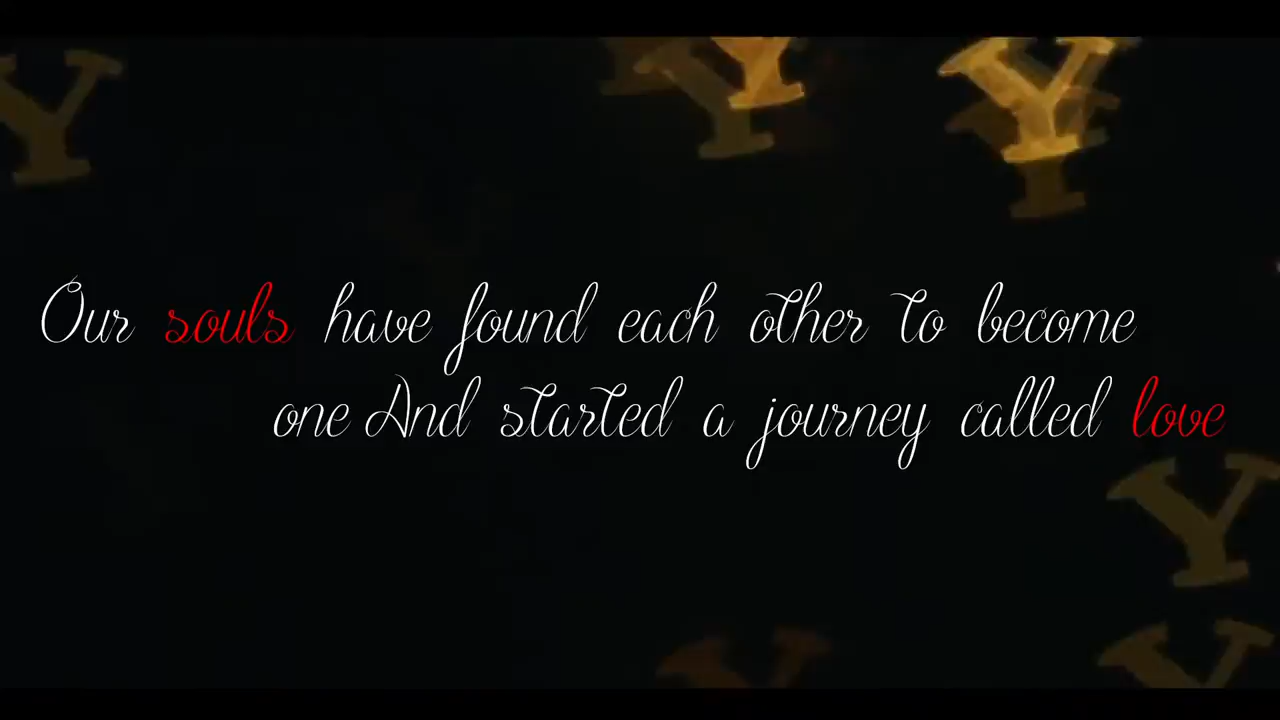 Our souls have found each other to become
one And started a journey called love